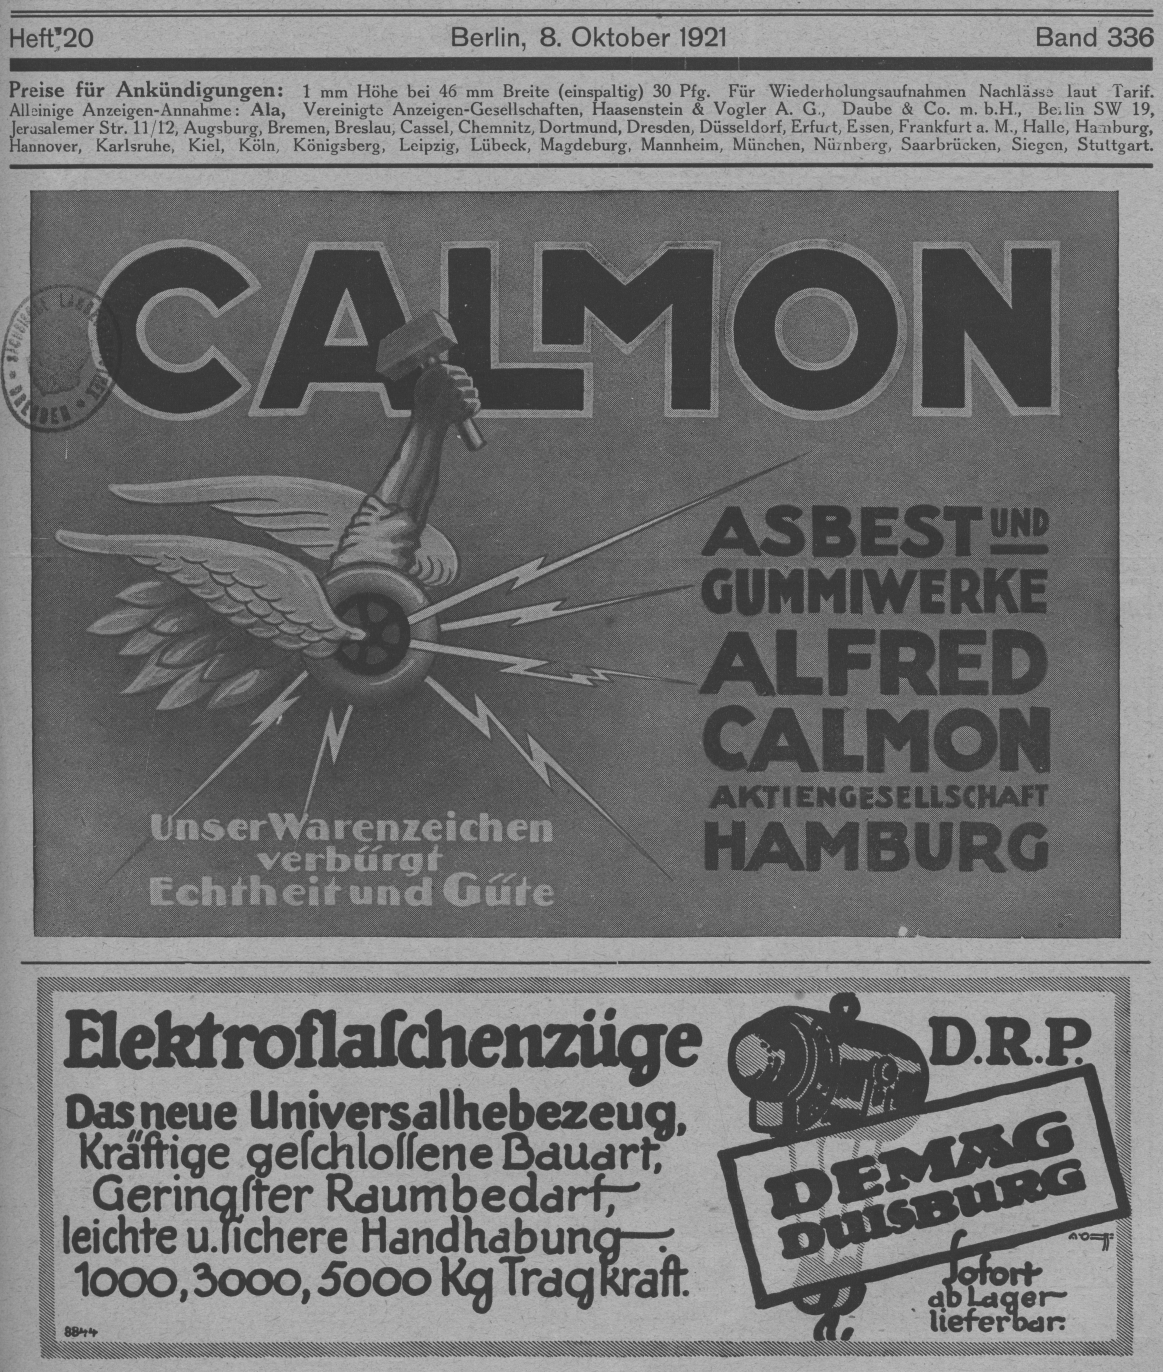 Heft 20
Berlin, 8. Oktober 1921
Band 336
Preise für Ankündigungen: 1 mm Höhe bei 46 mm Breite (einspaltig) 30 Pfg. Für Wiederholungsaufnahmen Nachlässe laut Tarif.
Alleinige Anzeigen-Annahme: Ala, Vereinigte Anzeigen-Gesellschaften, Haasenstein & Vogler A. G., Daube & Co. m. b.H., Berlin SW 19,
Jerusalemer Str. 11/12, Augsburg, Bremen, Breslau, Cassel, Chemnitz, Dortmund, Dresden, Düsseldorf, Erfurt, Essen, Frankfurt a. M., Halle, Hamburg,
Hannover, Karlsruhe, Kiel, Köln, Königsberg, Leipzig, Lübeck, Magdeburg, Mannheim, München, Nürnberg, Saarbrücken, Siegen, Stuttgart.
CALMON
DRESDEN
ASBEST UND
GUMMIWERKE
ALFRED
CALMON
AKTIENGESELLSCHAFT
HAMBURG
Unser Warenzeichen
verbürgt
Echtheit und Güte
Elektroflaſchenzüge
Das neue Universalhebezeug,
Kräftige geſchloſſene Bauart,
Geringſter Raumbedarf,
leichte u. ſichere Handhabung.
1000, 3000, 5000 Kg Tragkraft.
8844
D.R.P.
DEMAG
DUISBURG
ſofort
ab Lager
lieferbar.